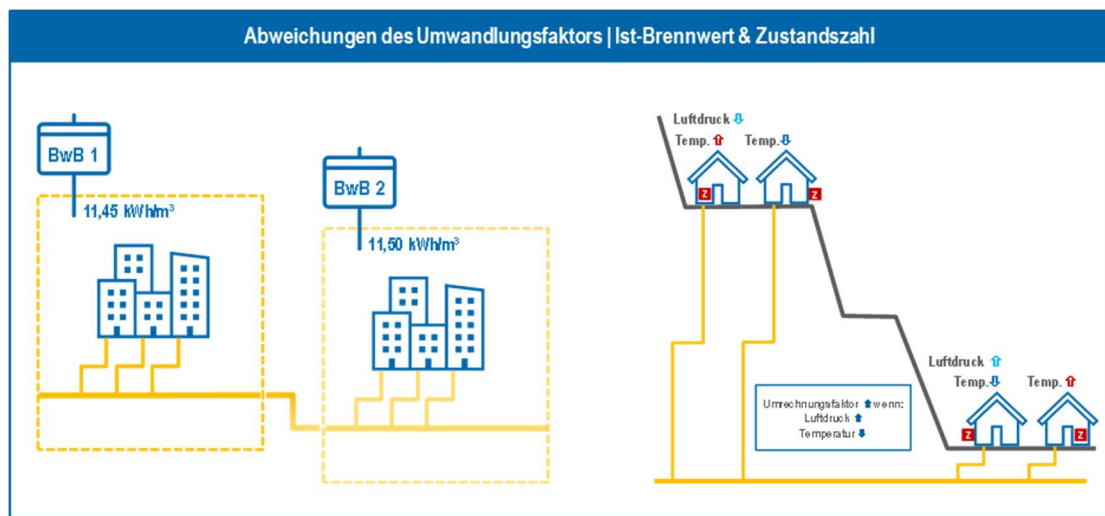 Abweichungen des Umwandlungsfaktors | Ist-Brennwert & Zustandszahl
BwB 1
11,45 kWh/m³
BwB 2
11,50 kWh/m³
Luftdruck
Temp.
Temp.
Z
Z
Luftdruck
Temp.
Temp.
Z
Z
Umrechnungsfaktor wenn:
Luftdruck
Temperatur